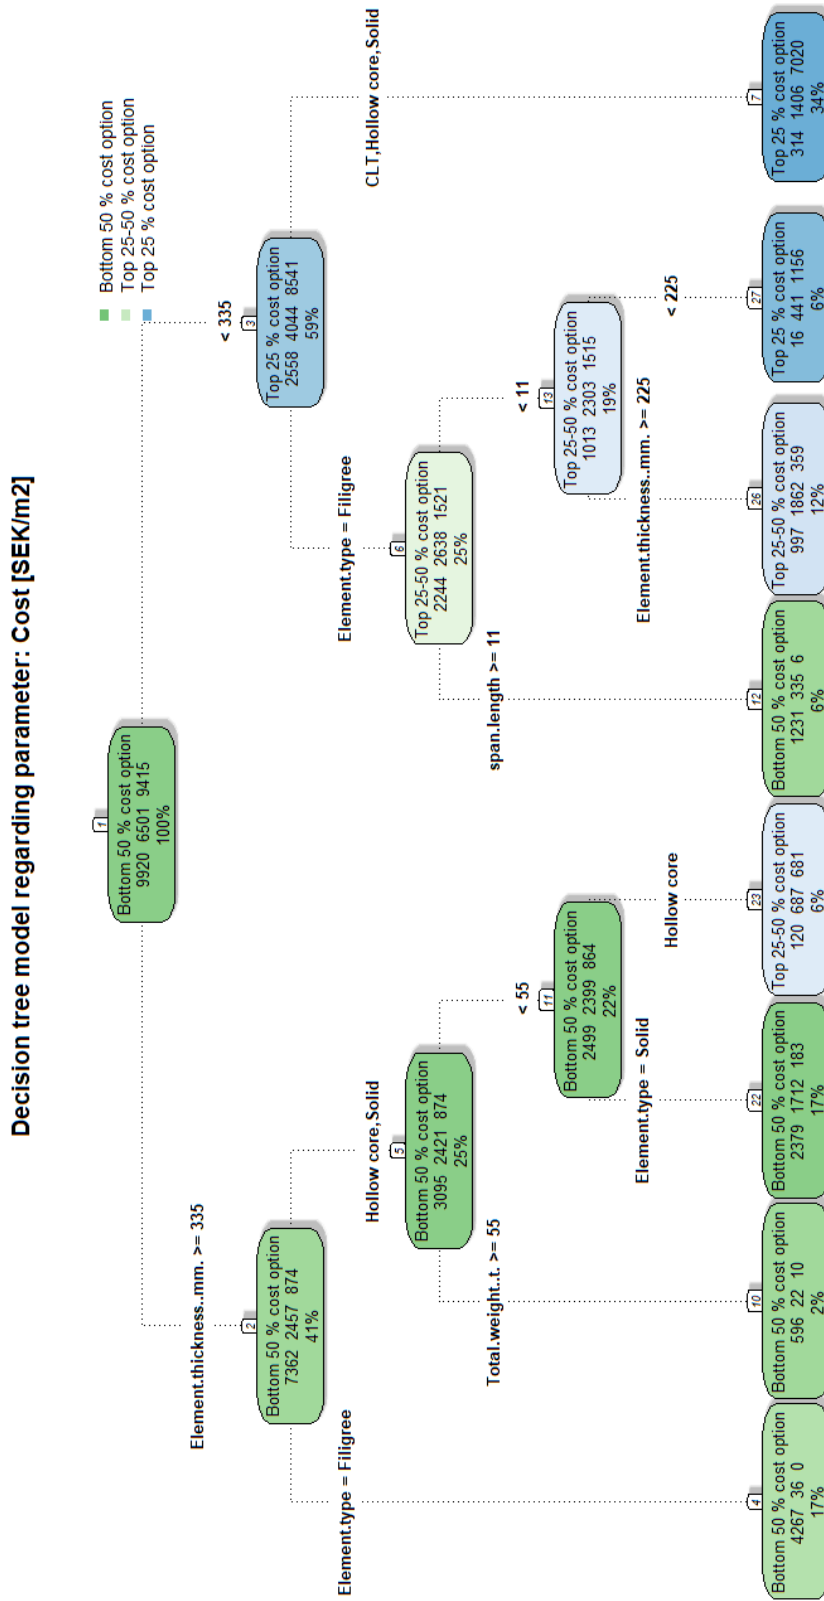 Decision tree model regarding parameter: Cost [SEK/m2]
Bottom 50 % cost option
Top 25-50 % cost option
Top 25 % cost option
1
Bottom 50 % cost option
9920 6501 9415
100%
Element.thickness..mm. >= 335
< 335
2
Bottom 50 % cost option
7362 2457 874
41%
3
Top 25 % cost option
2558 4044 8541
59%
Element.type = Filigree
Hollow core,Solid
Element.type = Filigree
CLT,Hollow core,Solid
5
Bottom 50 % cost option
3095 2421 874
25%
6
Top 25-50 % cost option
2244 2638 1521
25%
Total.weight..t. >= 55
< 55
span.length >= 11
< 11
11
Bottom 50 % cost option
2499 2399 864
22%
13
Top 25-50 % cost option
1013 2303 1515
19%
Element.type = Solid
Hollow core
Element.thickness..mm. >= 225
< 225
4
Bottom 50 % cost option
4267 36 0
17%
10
Bottom 50 % cost option
596 22 10
2%
22
Bottom 50 % cost option
2379 1712 183
17%
23
Top 25-50 % cost option
120 687 681
6%
12
Bottom 50 % cost option
1231 335 6
6%
26
Top 25-50 % cost option
997 1862 359
12%
27
Top 25 % cost option
16 441 1156
6%
7
Top 25 % cost option
314 1406 7020
34%